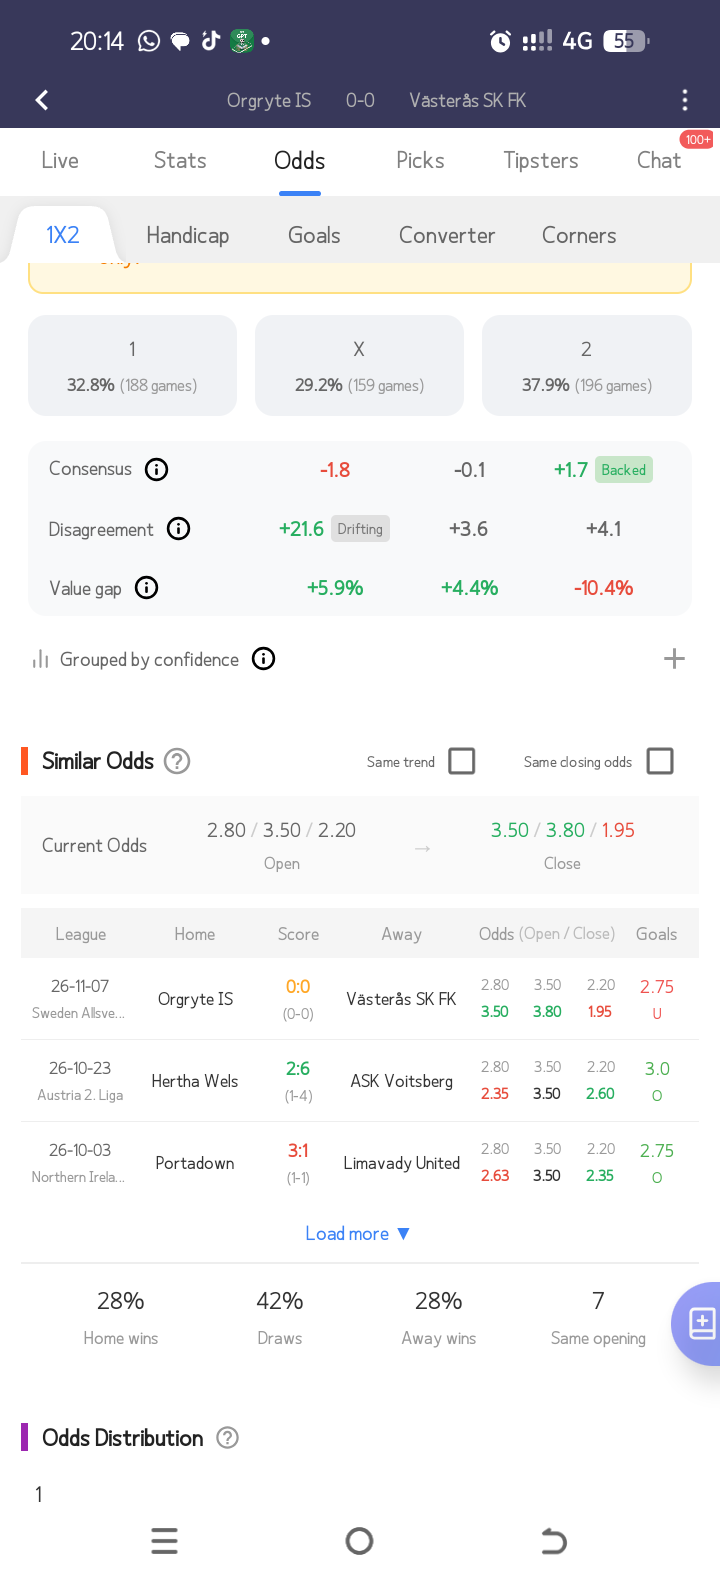 20:14 4G 55
Orgryte IS 0-0 Västerås SK FK
100+
Live Stats Odds Picks Tipsters Chat
1X2 Handicap Goals Converter Corners
1 X 2
32.8% (188 games) 29.2% (159 games) 37.9% (196 games)
Consensus -1.8 -0.1 +1.7 Backed
Disagreement +21.6 Drifting +3.6 +4.1
Value gap +5.9% +4.4% -10.4%
Grouped by confidence
Similar Odds Same trend Same closing odds
Current Odds 2.80 / 3.50 / 2.20 → 3.50 / 3.80 / 1.95
Open Close
League Home Score Away Odds (Open / Close) Goals
26-11-07 Orgryte IS 0:0 Västerås SK FK 2.80 3.50 2.20 2.75
Sweden Allsve... (0-0) 3.50 3.80 1.95 U
26-10-23 Hertha Wels 2:6 ASK Voitsberg 2.80 3.50 2.20 3.0
Austria 2. Liga (1-4) 2.35 3.50 2.60 O
26-10-03 Portadown 3:1 Limavady United 2.80 3.50 2.20 2.75
Northern Irela... (1-1) 2.63 3.50 2.35 O
Load more ▼
28% 42% 28% 7
Home wins Draws Away wins Same opening
Odds Distribution
1